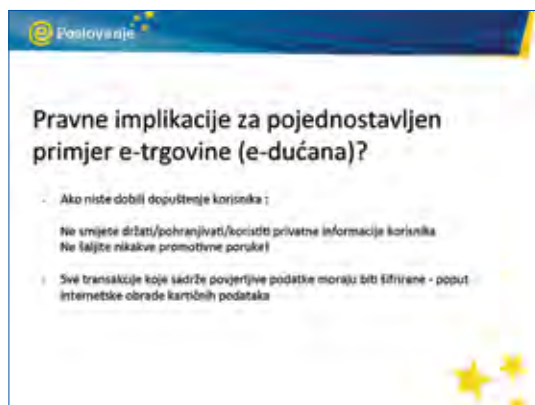 e Poslovanje
Pravne implikacije za pojednostavljen
primjer e-trgovine (e-dućana)?
- Ako niste dobili dopuštenje korisnika :
Ne smijete držati/pohranjivati/koristiti privatne informacije korisnika
Ne šaljite nikakve promotivne poruke!
- Sve transakcije koje sadrže povjerljive podatke moraju biti šifrirane - poput
internetske obrade kartičnih podataka